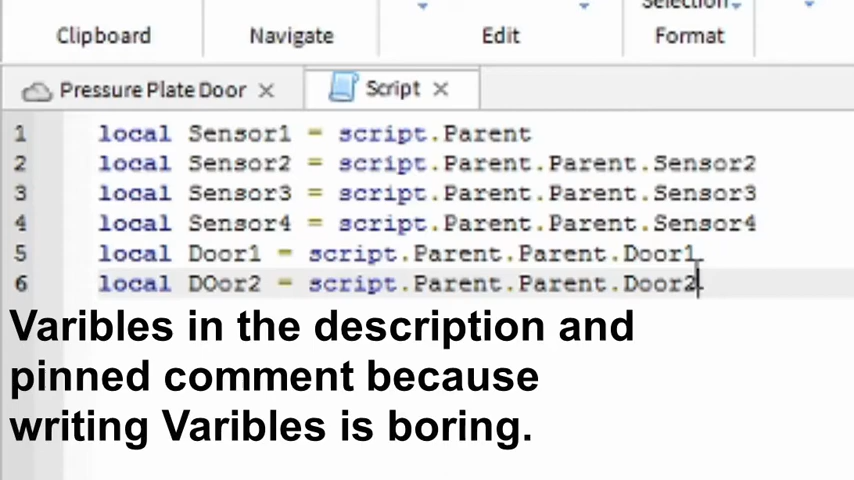 Selection
Clipboard Navigate Edit Format
Pressure Plate Door × Script ×
1 local Sensor1 = script.Parent
2 local Sensor2 = script.Parent.Parent.Sensor2
3 local Sensor3 = script.Parent.Parent.Sensor3
4 local Sensor4 = script.Parent.Parent.Sensor4
5 local Door1 = script.Parent.Parent.Door1
6 local DOor2 = script.Parent.Parent.Door2
Varibles in the description and
pinned comment because
writing Varibles is boring.